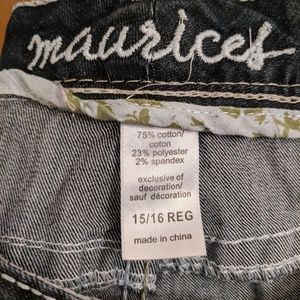 maurices
75% cotton/
coton
23% polyester
2% spandex
exclusive of
decoration/
sauf décoration
15/16 REG
made in china